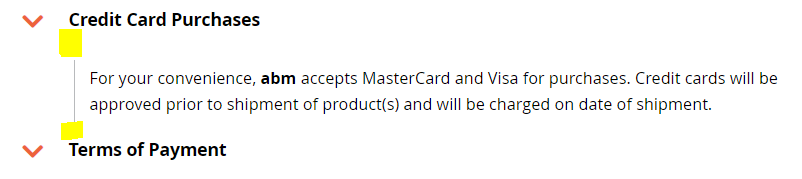 Credit Card Purchases
For your convenience, abm accepts MasterCard and Visa for purchases. Credit cards will be
approved prior to shipment of product(s) and will be charged on date of shipment.
Terms of Payment